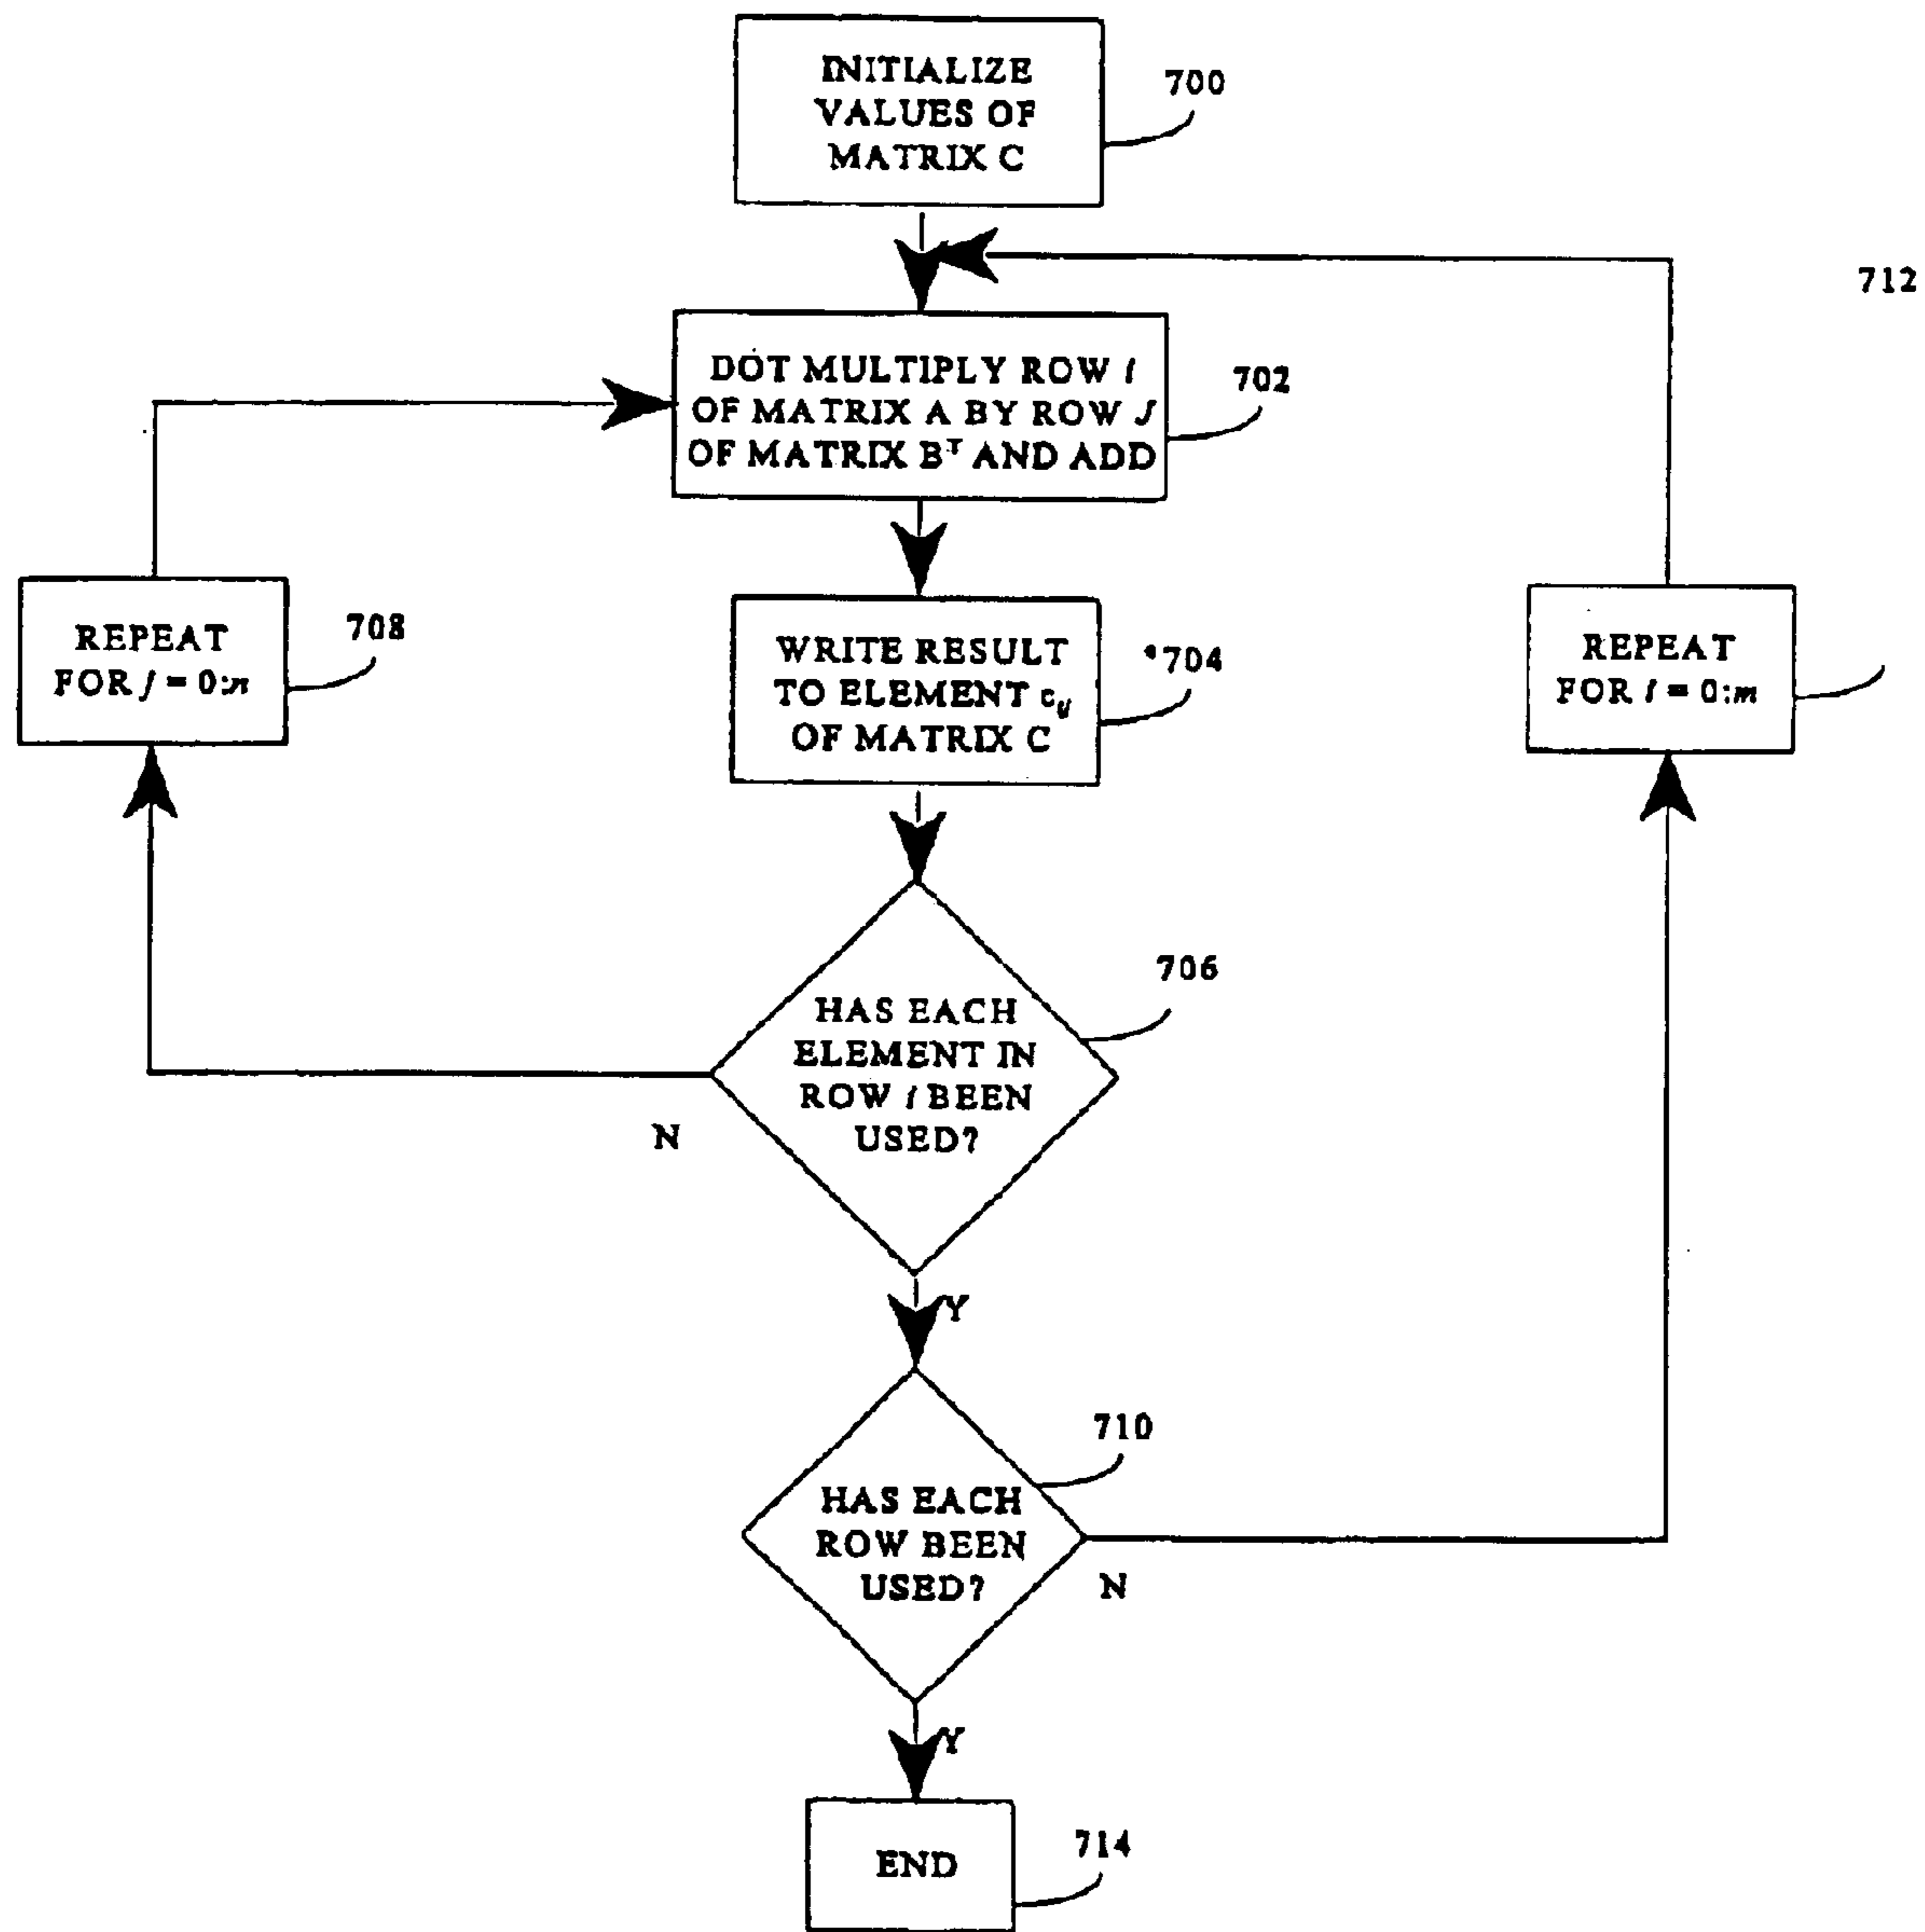 INITIALIZE
VALUES OF
MATRIX C
700
712
DOT MULTIPLY ROW i
OF MATRIX A BY ROW J
OF MATRIX Bᵀ AND ADD
702
REPEAT
FOR j = 0:n
708
WRITE RESULT
TO ELEMENT cᵢⱼ
OF MATRIX C
704
REPEAT
FOR i = 0:m
HAS EACH
ELEMENT IN
ROW i BEEN
USED?
706
N
Y
HAS EACH
ROW BEEN
USED?
710
N
Y
END
714